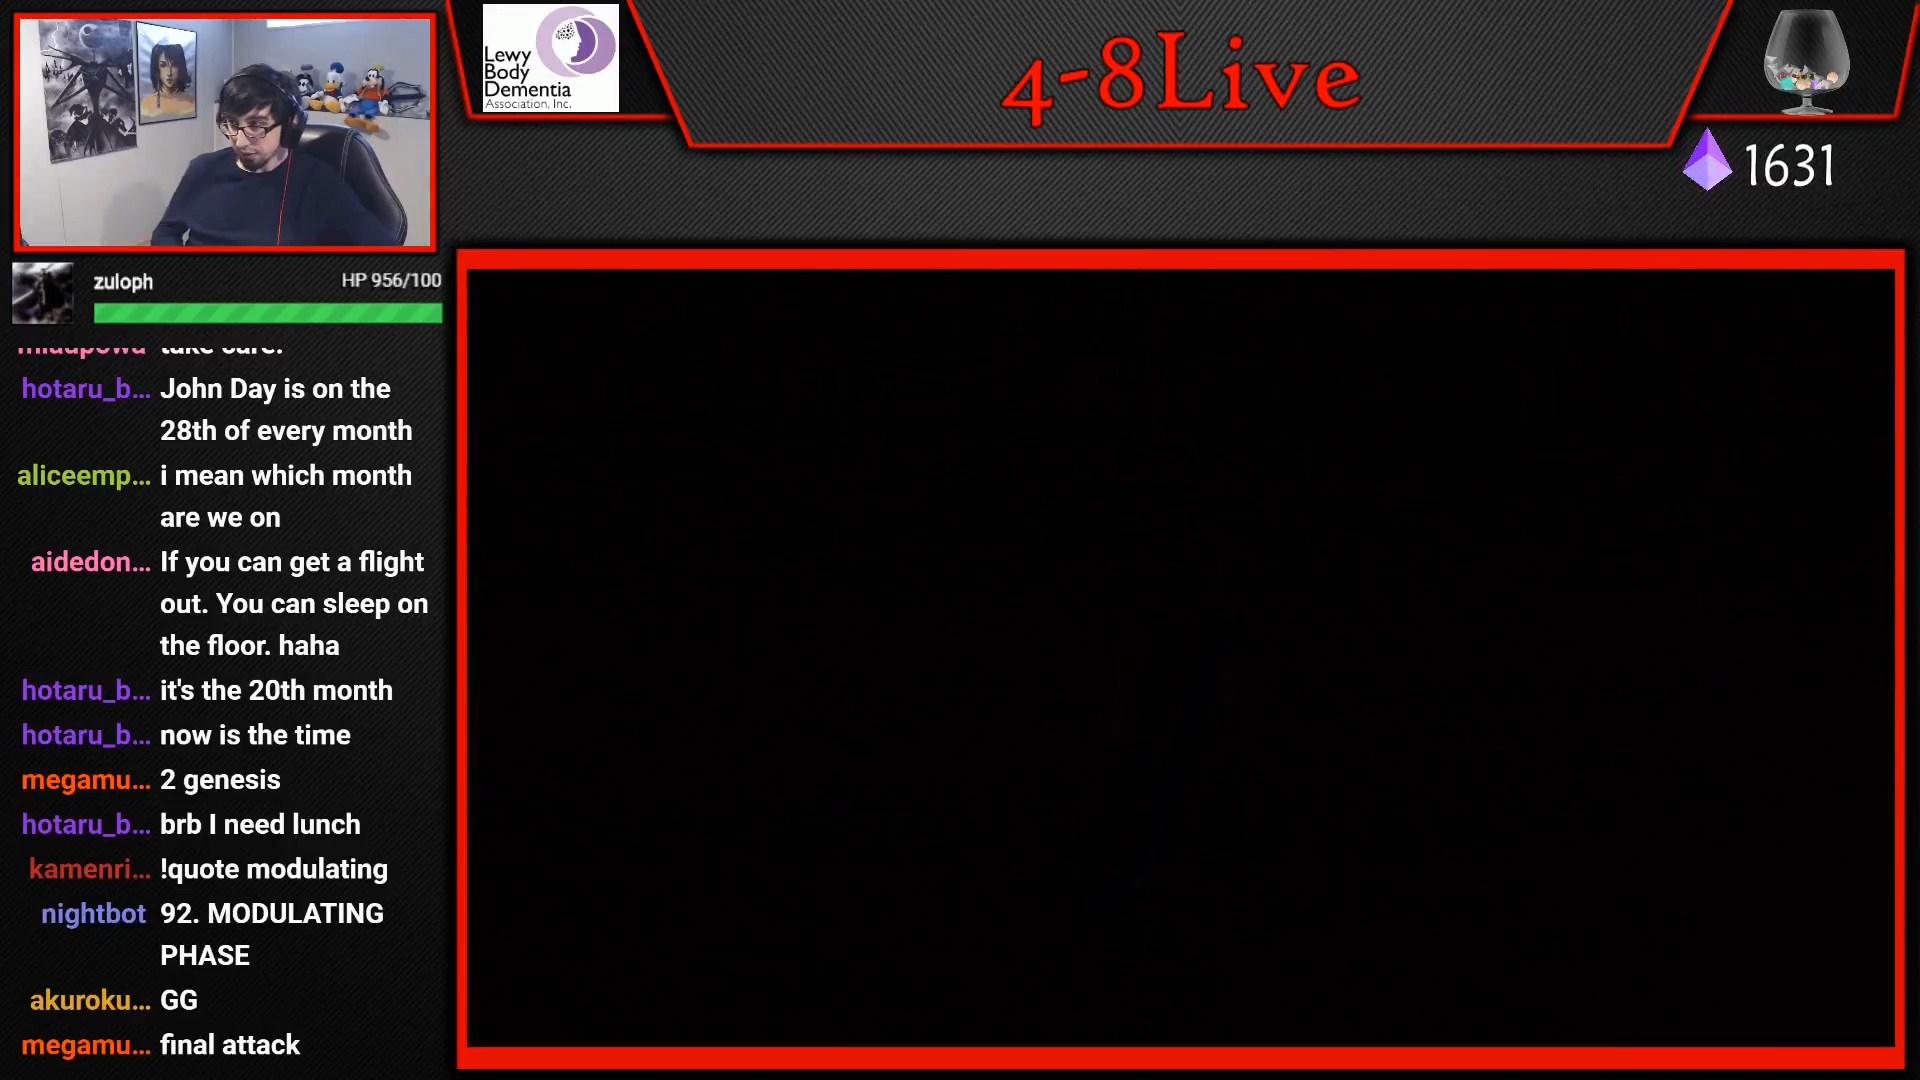 Lewy
Body
Dementia
Association, Inc.
4-8Live
1631
zuloph HP 956/100
take care!
hotaru_b... John Day is on the
28th of every month
aliceemp... i mean which month
are we on
aidedon... If you can get a flight
out. You can sleep on
the floor. haha
hotaru_b... it's the 20th month
hotaru_b... now is the time
megamu... 2 genesis
hotaru_b... brb I need lunch
kamenri... !quote modulating
nightbot 92. MODULATING
PHASE
akuroku... GG
megamu... final attack